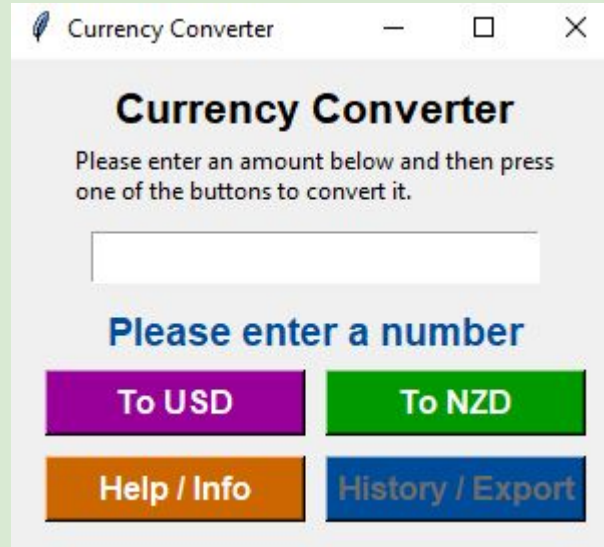 Currency Converter
Currency Converter
Please enter an amount below and then press
one of the buttons to convert it.
Please enter a number
To USD
To NZD
Help / Info
History / Export